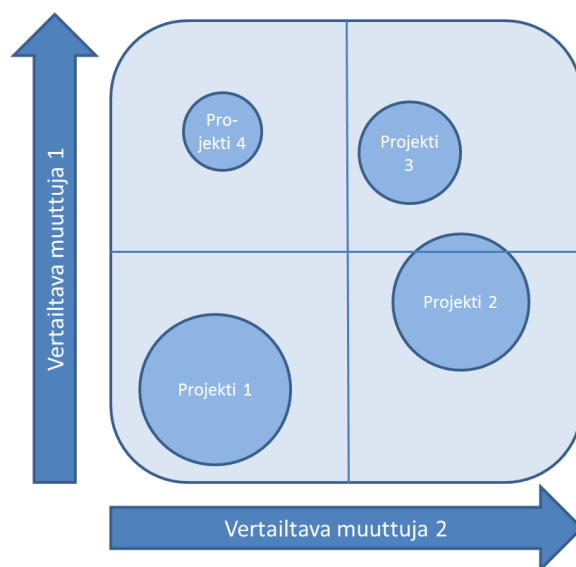 Pro-
jekti 4
Projekti
3
Projekti 2
Projekti 1
Vertailtava muuttuja 1
Vertailtava muuttuja 2